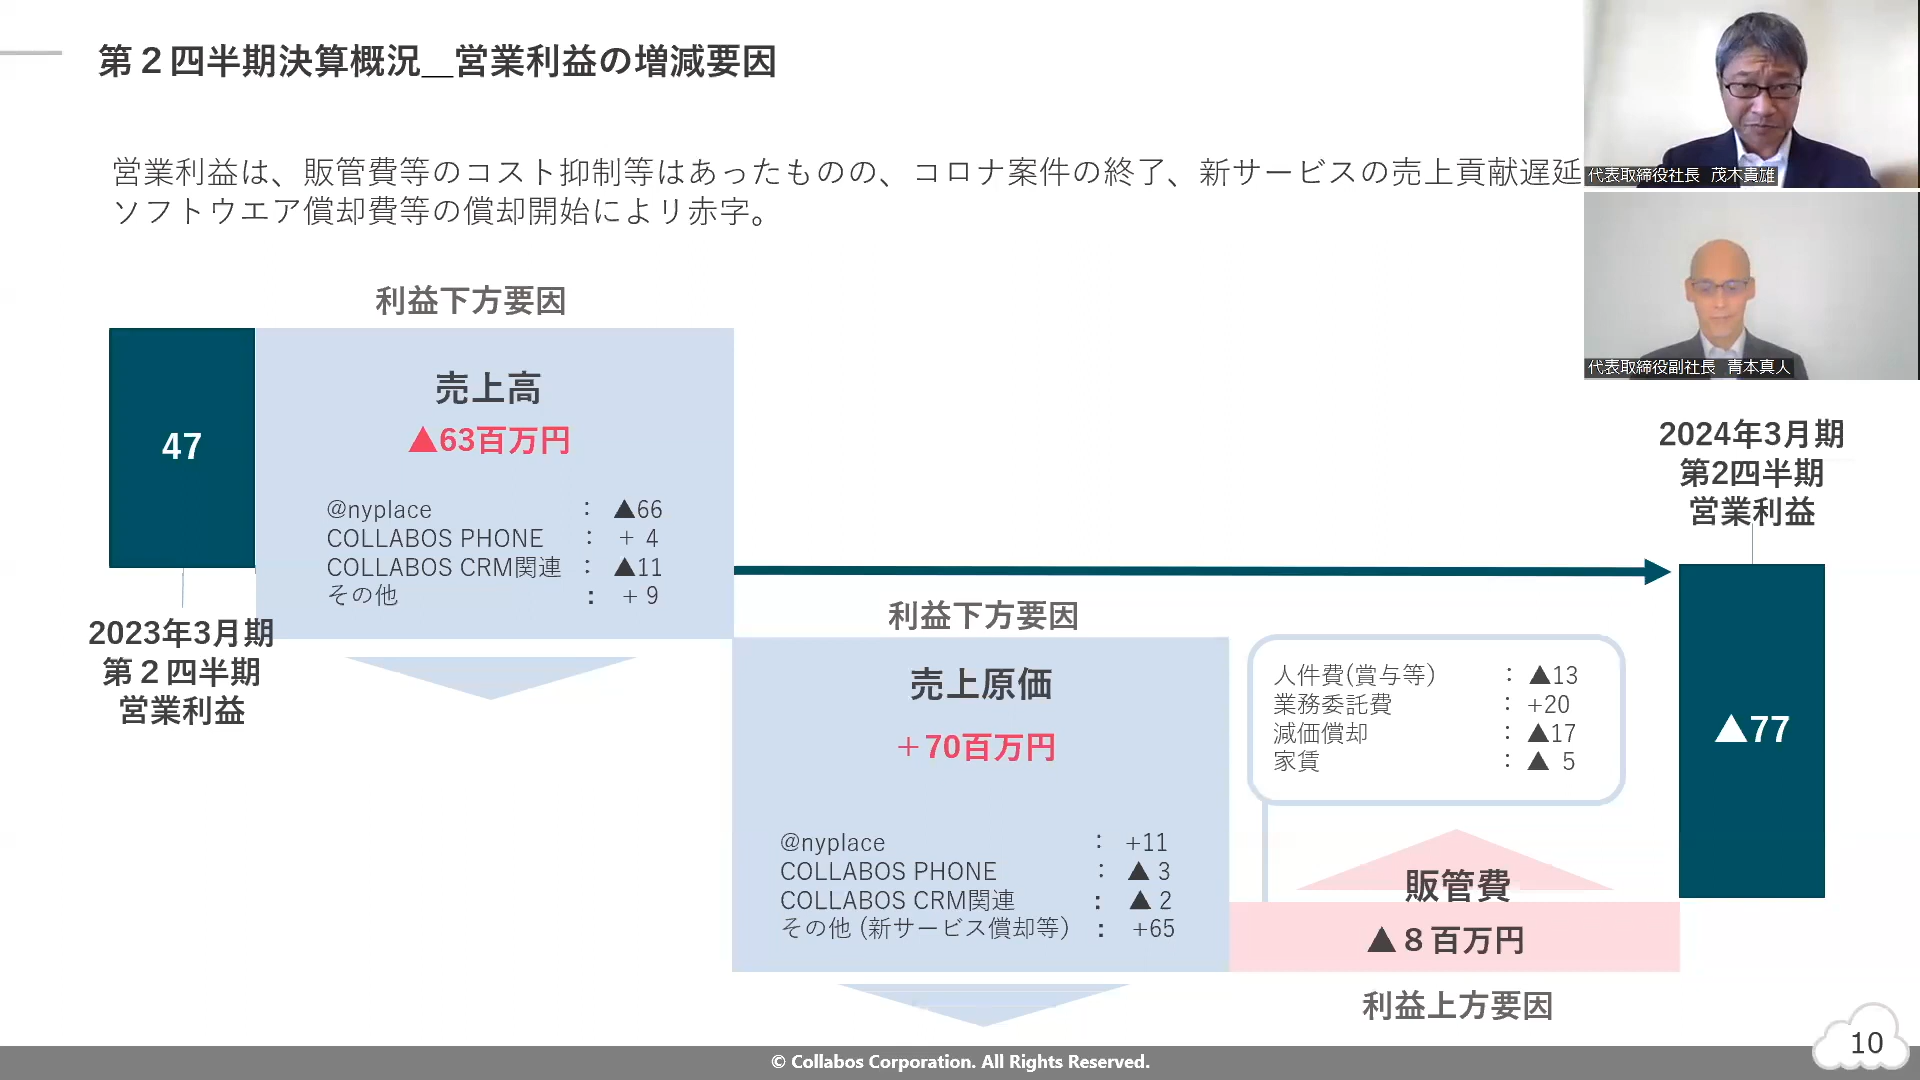 第２四半期決算概況＿営業利益の増減要因
営業利益は、販管費等のコスト抑制等はあったものの、コロナ案件の終了、新サービスの売上貢献遅延
ソフトウエア償却費等の償却開始により赤字。
代表取締役社長 茂木貴雄
代表取締役副社長 青本真人
利益下方要因
47
売上高
▲63百万円
@nyplace ： ▲66
COLLABOS PHONE ： + 4
COLLABOS CRM関連 ： ▲11
その他 ： + 9
2023年3月期
第２四半期
営業利益
2024年3月期
第2四半期
営業利益
▲77
利益下方要因
売上原価
＋70百万円
@nyplace ： +11
COLLABOS PHONE ： ▲ 3
COLLABOS CRM関連 ： ▲ 2
その他 (新サービス償却等) ： +65
人件費(賞与等) ： ▲13
業務委託費 ： +20
減価償却 ： ▲17
家賃 ： ▲ 5
販管費
▲８百万円
利益上方要因
10
© Collabos Corporation. All Rights Reserved.